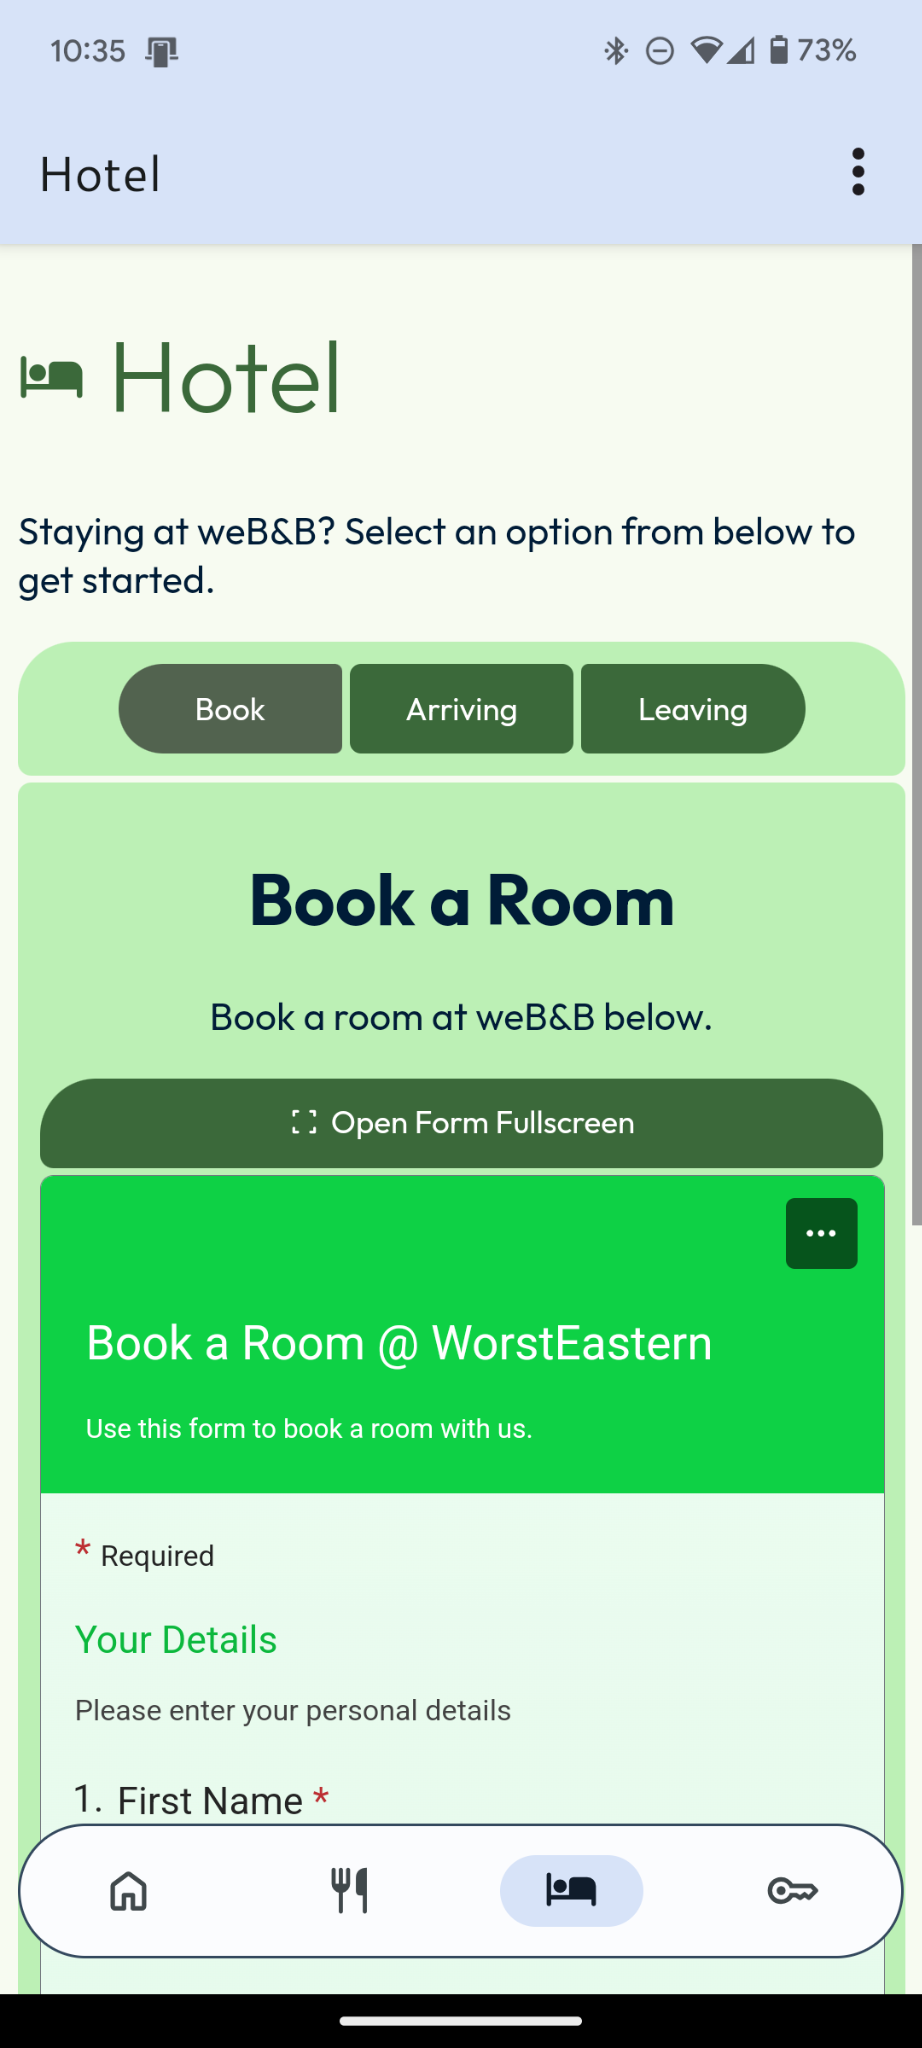 10:35
73%
Hotel
Hotel
Staying at weB&B? Select an option from below to
get started.
Book
Arriving
Leaving
Book a Room
Book a room at weB&B below.
Open Form Fullscreen
Book a Room @ WorstEastern
Use this form to book a room with us.
* Required
Your Details
Please enter your personal details
1. First Name *